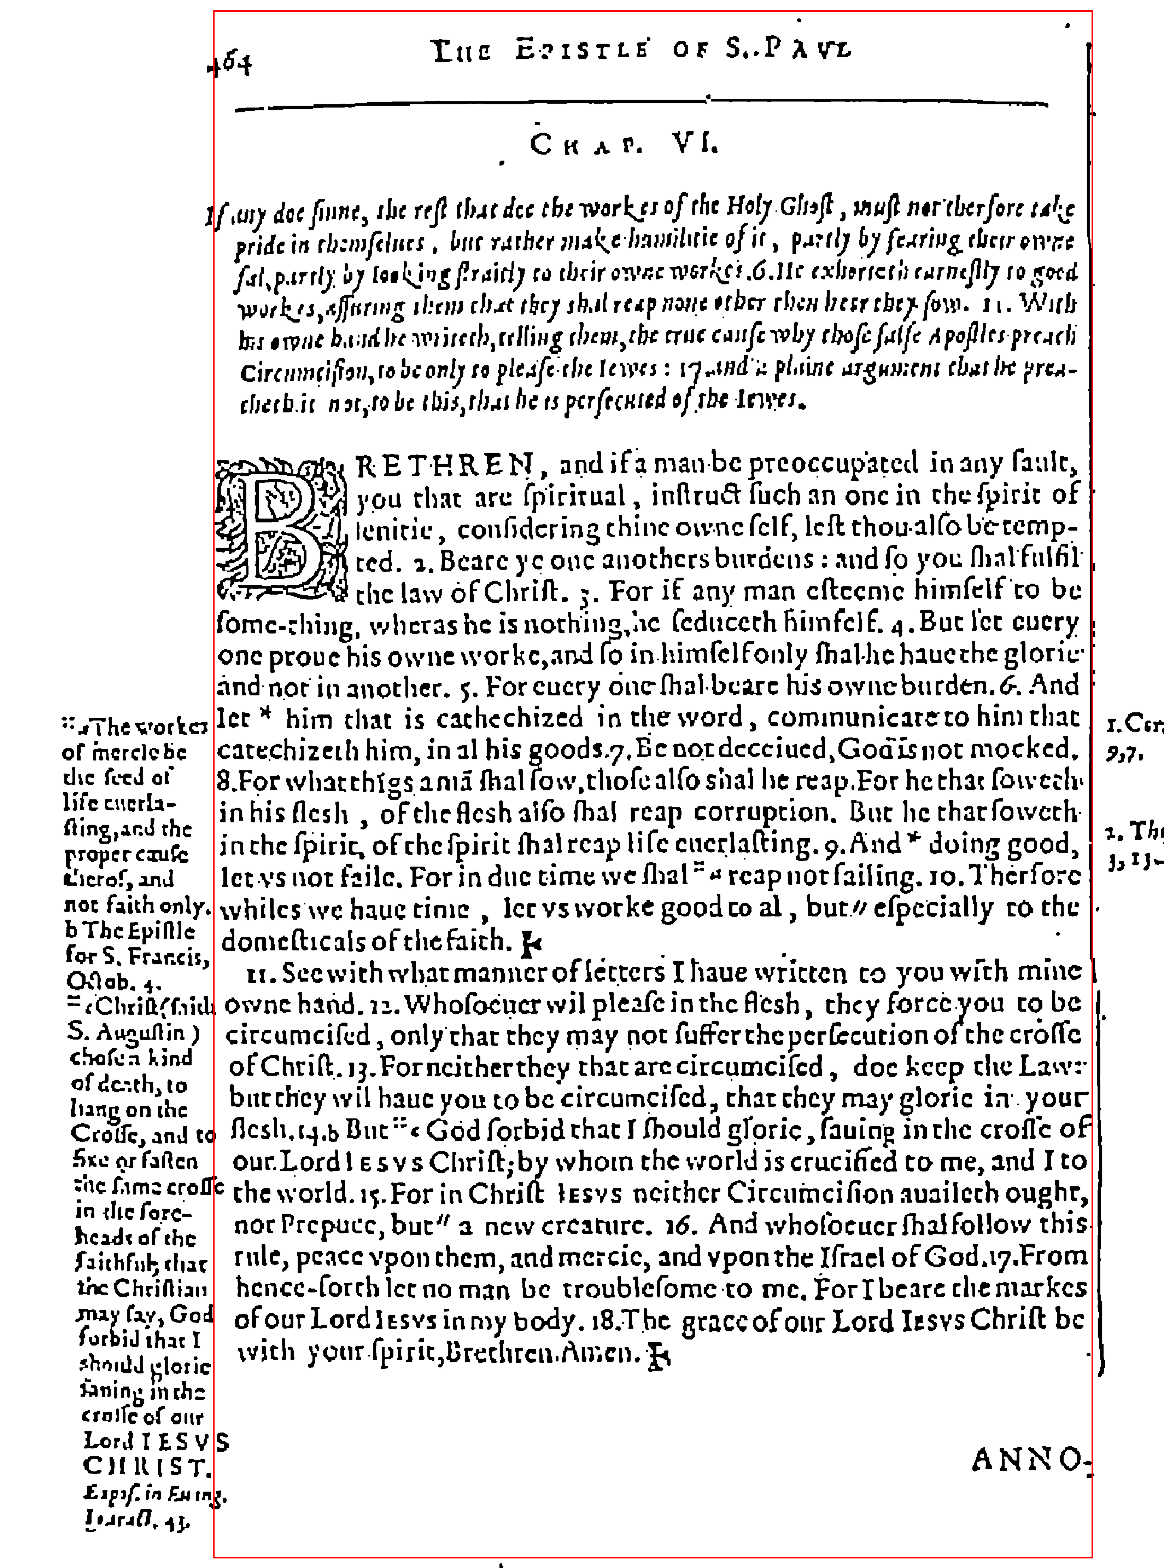 464
THE EPISTLE OF S. PAVL
CHAP. VI.
If any doe ſinne, the reſt that doe the workes of the Holy Ghoſt, muſt not therfore take
pride in themſelues, but rather make humilitie of it, partly by fearing their owne
fal, partly by looking ſtraitly to their owne workes. 6. He exhorteth earneſtly to good
workes, aſſuring them that they shal reap none other then here they ſow. 11. With
his owne hand he writeth, telling them, the true cauſe why thoſe falſe Apoſtles preach
Circumciſion, to be only to pleaſe the Iewes: 17. and a plaine argument that he prea-
cheth it not, to be this, that he is perſecuted of the Iewes.
BRETHREN, and if a man be preoccupated in any fault,
you that are ſpiritual, inſtruct ſuch an one in the ſpirit of
lenitie, conſidering thine owne ſelf, leſt thou alſo be temp-
ted. 2. Beare ye one anothers burdens: and ſo you ſhal fulfil
the law of Chriſt. 3. For if any man eſteeme himſelf to be
ſome-thing, wheras he is nothing, he ſeduceth himſelf. 4. But let euery
one proue his owne worke, and ſo in himſelf only ſhal he haue the glorie
and not in another. 5. For euery one ſhal beare his owne burden. 6. And
let * him that is cathechized in the word, communicate to him that
catechizeth him, in al his goods. 7. Be not deceiued, God is not mocked.
8. For what thīgs a mā ſhal ſow, thoſe alſo shal he reap. For he that ſoweth
in his flesh, of the flesh alſo ſhal reap corruption. But he that ſoweth
in the ſpirit, of the ſpirit ſhal reap life euerlaſting. 9. And * doing good,
let vs not faile. For in due time we ſhal :: a reap not failing. 10. Therfore
whiles we haue time, let vs worke good to al, but " eſpecially to the
domeſticals of the faith.
11. See with what manner of letters I haue written to you with mine
owne hand. 12. Whoſoeuer wil pleaſe in the flesh, they force you to be
circumciſed, only that they may not ſuffer the perſecution of the croſſe
of Chriſt. 13. For neither they that are circumciſed, doe keep the Law:
but they wil haue you to be circumciſed, that they may glorie in your
flesh. 14. b But :: c God forbid that I ſhould glorie, ſauing in the croſſe of
our Lord IESVS Chriſt; by whom the world is crucified to me, and I to
the world. 15. For in Chriſt IESVS neither Circumciſion auaileth ought,
nor Prepuce, but " a new creature. 16. And whoſoeuer ſhal follow this
rule, peace vpon them, and mercie, and vpon the Iſrael of God. 17. From
hence-forth let no man be troubleſome to me. For I beare the markes
of our Lord IESVS in my body. 18. The grace of our Lord IESVS Chriſt be
with your ſpirit, Brethren. Amen.
ANNO-
:: a The workes
of mercie be
the ſeed of
life euerla-
ſting, and the
proper cauſe
therof, and
not faith only.
b The Epiſtle
for S. Francis,
Octob. 4.
:: c Chriſt (ſaith
S. Auguſtin)
choſe a kind
of death, to
hang on the
Croſſe, and to
fixe or faſten
the ſame croſſe
in the fore-
heads of the
faithful, that
the Chriſtian
may ſay, God
forbid that I
should glorie
ſauing in the
croſſe of our
Lord IESVS
CHRIST.
Expoſ. in Euang.
43.
1. Cor.
9, 7.
2. The
3, 13.